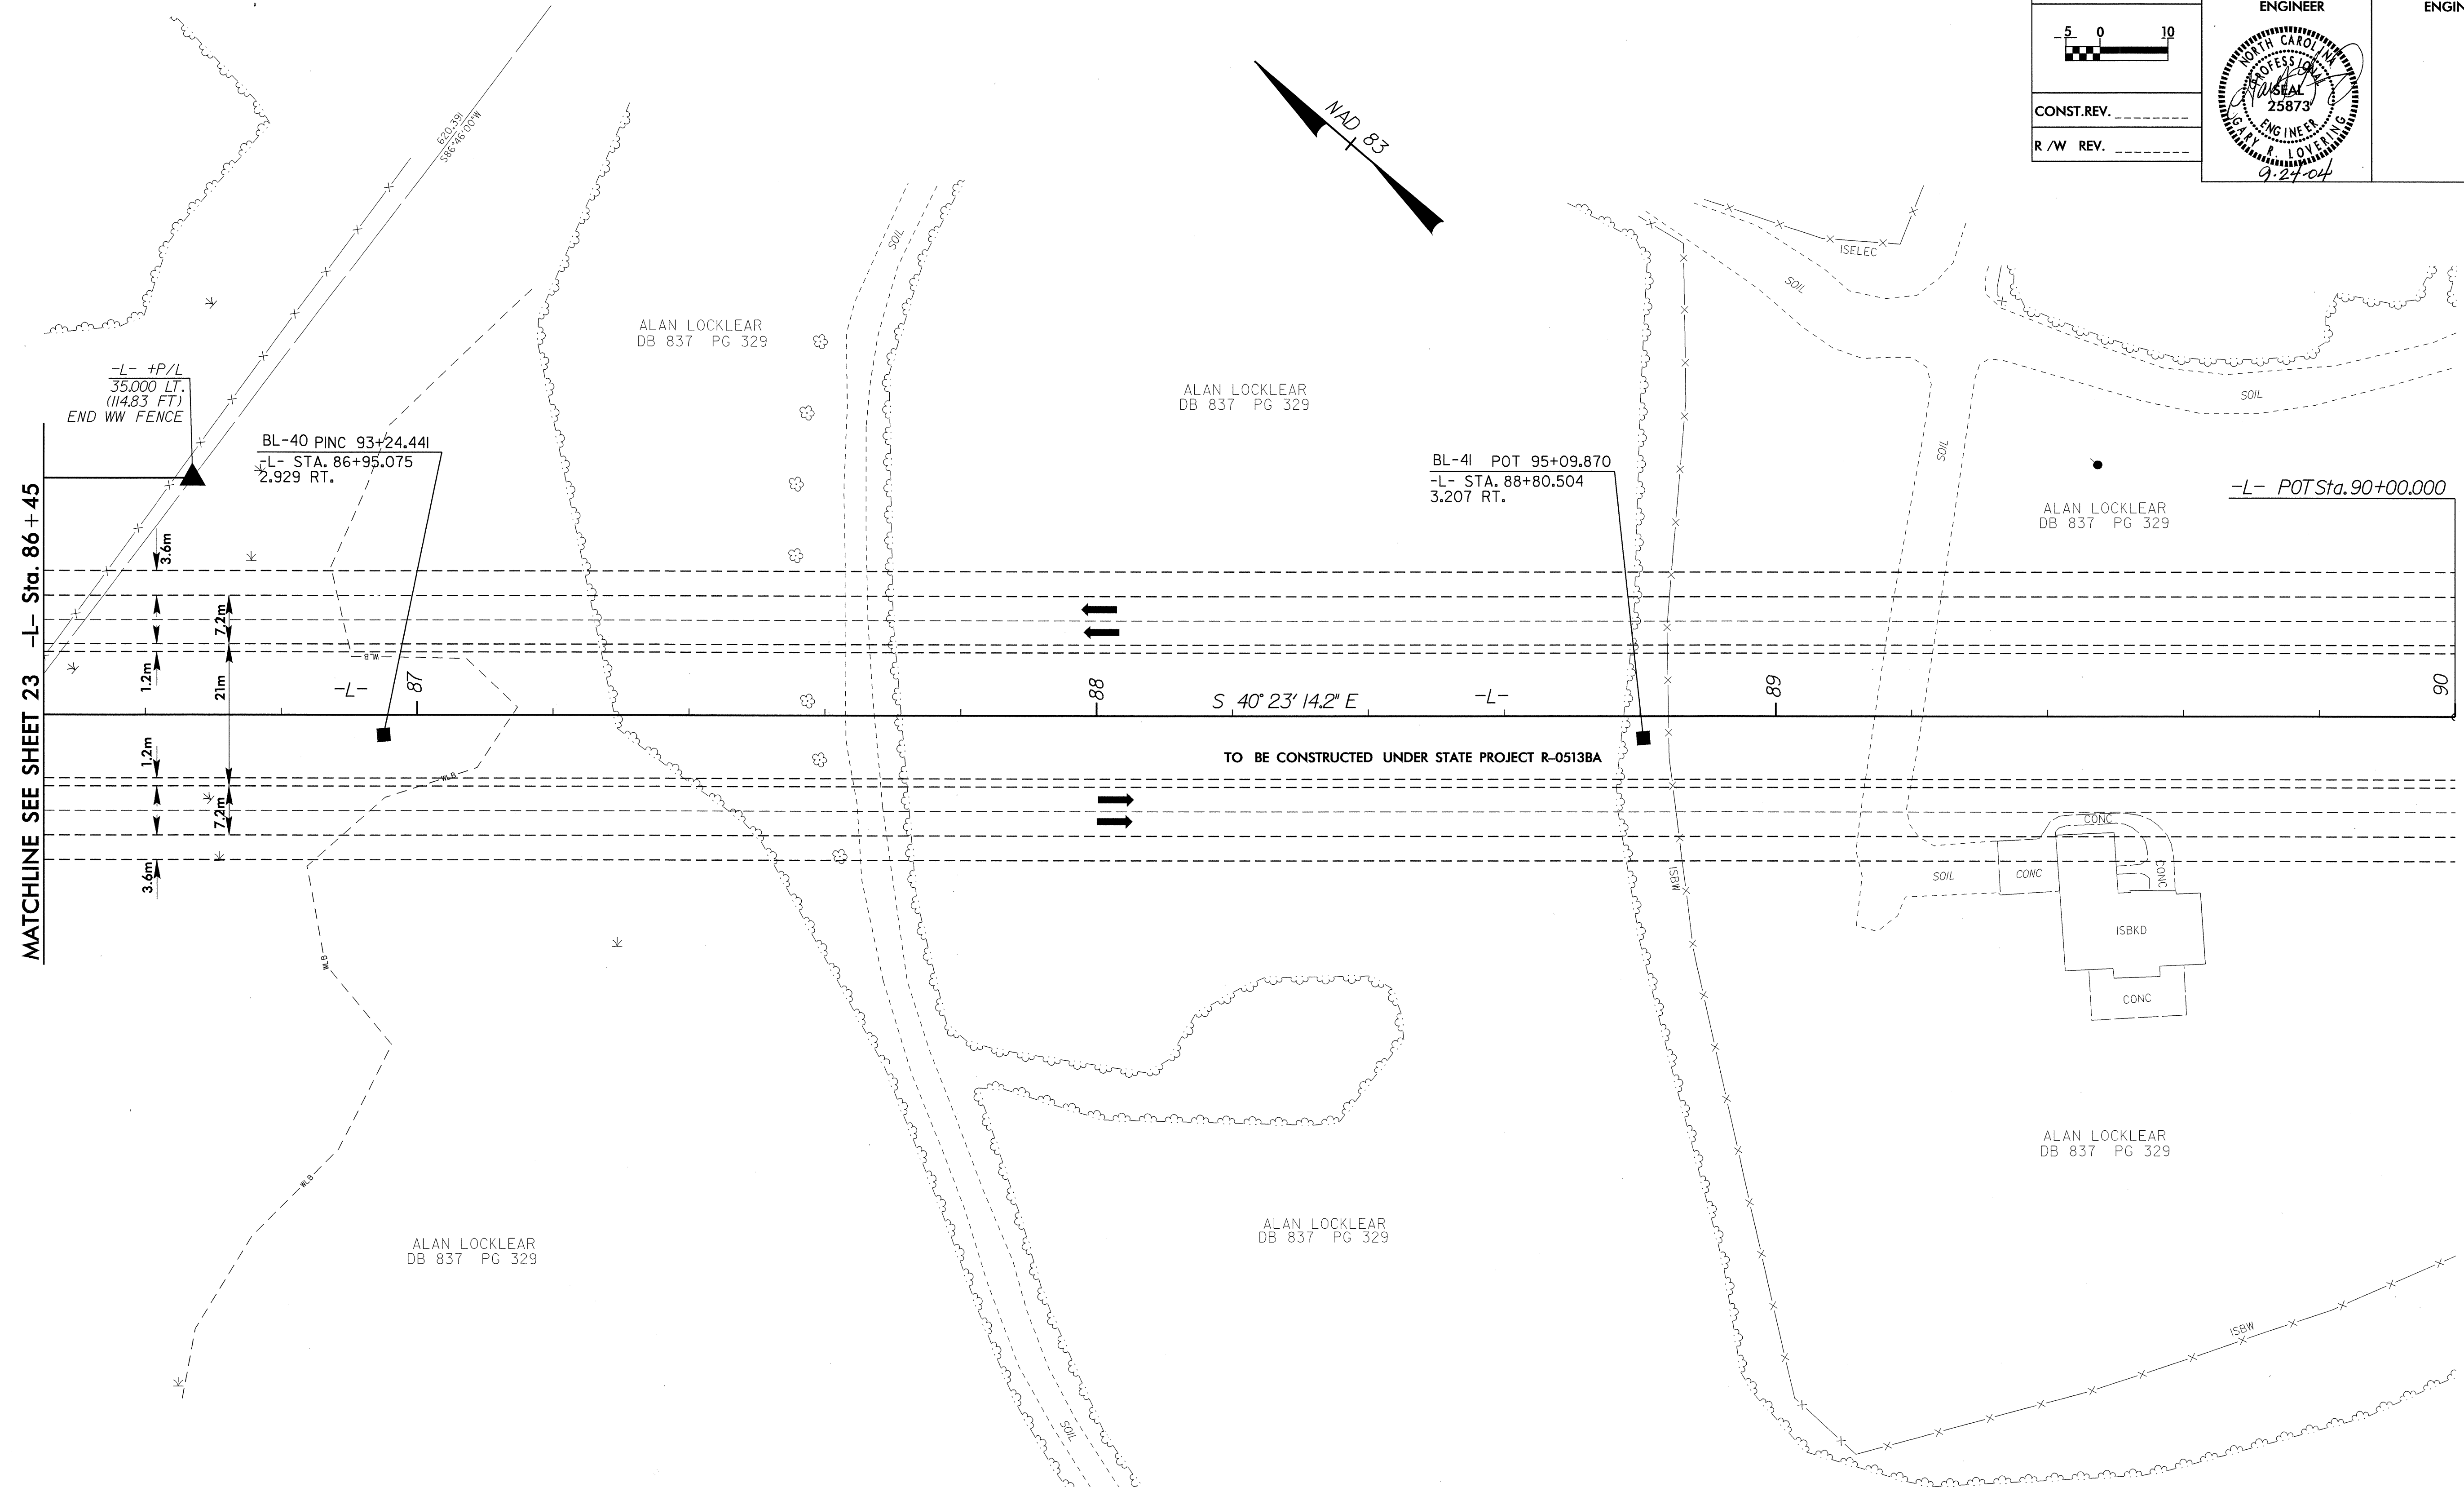 ENGINEER
ENGIN
5 0 10
CONST.REV.
R /W REV.
NORTH CAROLINA
PROFESSIONAL
SEAL
25873
ENGINEER
GARY R. LOVERING
9-24-04
NAD 83
620.391
S86°46'00"W
ISELEC
SOIL
SOIL
SOIL
SOIL
ALAN LOCKLEAR
DB 837 PG 329
ALAN LOCKLEAR
DB 837 PG 329
-L- +P/L
35.000 LT.
(114.83 FT)
END WW FENCE
BL-40 PINC 93+24.441
-L- STA. 86+95.075
2.929 RT.
BL-41 POT 95+09.870
-L- STA. 88+80.504
3.207 RT.
-L- POT Sta. 90+00.000
ALAN LOCKLEAR
DB 837 PG 329
MATCHLINE SEE SHEET 23 -L- Sta. 86+45
3.6m
7.2m
1.2m
21m
WLB
-L-
87
88
S 40° 23' 14.2" E
-L-
89
90
1.2m
7.2m
3.6m
WLB
TO BE CONSTRUCTED UNDER STATE PROJECT R-0513BA
CONC
CONC
SOIL
CONC
ISBW
ISBKD
CONC
WLB
WLB
ALAN LOCKLEAR
DB 837 PG 329
ALAN LOCKLEAR
DB 837 PG 329
ALAN LOCKLEAR
DB 837 PG 329
ISBW
SOIL